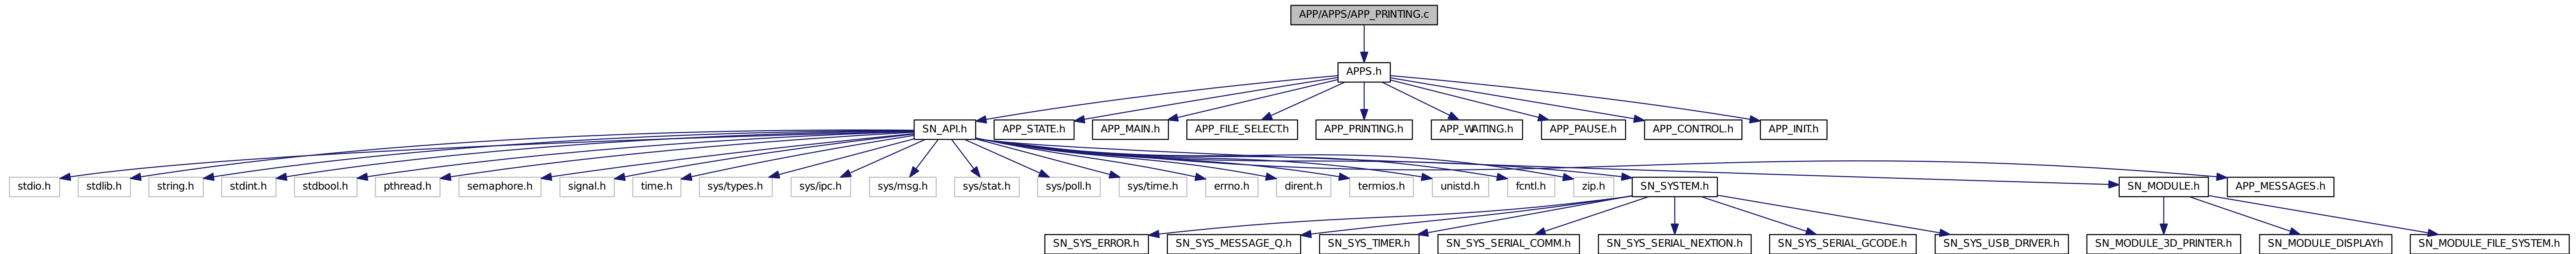 APP/APPS/APP_PRINTING.c
APPS.h
SN_API.h
APP_STATE.h
APP_MAIN.h
APP_FILE_SELECT.h
APP_PRINTING.h
APP_WAITING.h
APP_PAUSE.h
APP_CONTROL.h
APP_INIT.h
stdio.h
stdlib.h
string.h
stdint.h
stdbool.h
pthread.h
semaphore.h
signal.h
time.h
sys/types.h
sys/ipc.h
sys/msg.h
sys/stat.h
sys/poll.h
sys/time.h
errno.h
dirent.h
termios.h
unistd.h
fcntl.h
zip.h
SN_SYSTEM.h
SN_MODULE.h
APP_MESSAGES.h
SN_SYS_ERROR.h
SN_SYS_MESSAGE_Q.h
SN_SYS_TIMER.h
SN_SYS_SERIAL_COMM.h
SN_SYS_SERIAL_NEXTION.h
SN_SYS_SERIAL_GCODE.h
SN_SYS_USB_DRIVER.h
SN_MODULE_3D_PRINTER.h
SN_MODULE_DISPLAY.h
SN_MODULE_FILE_SYSTEM.h